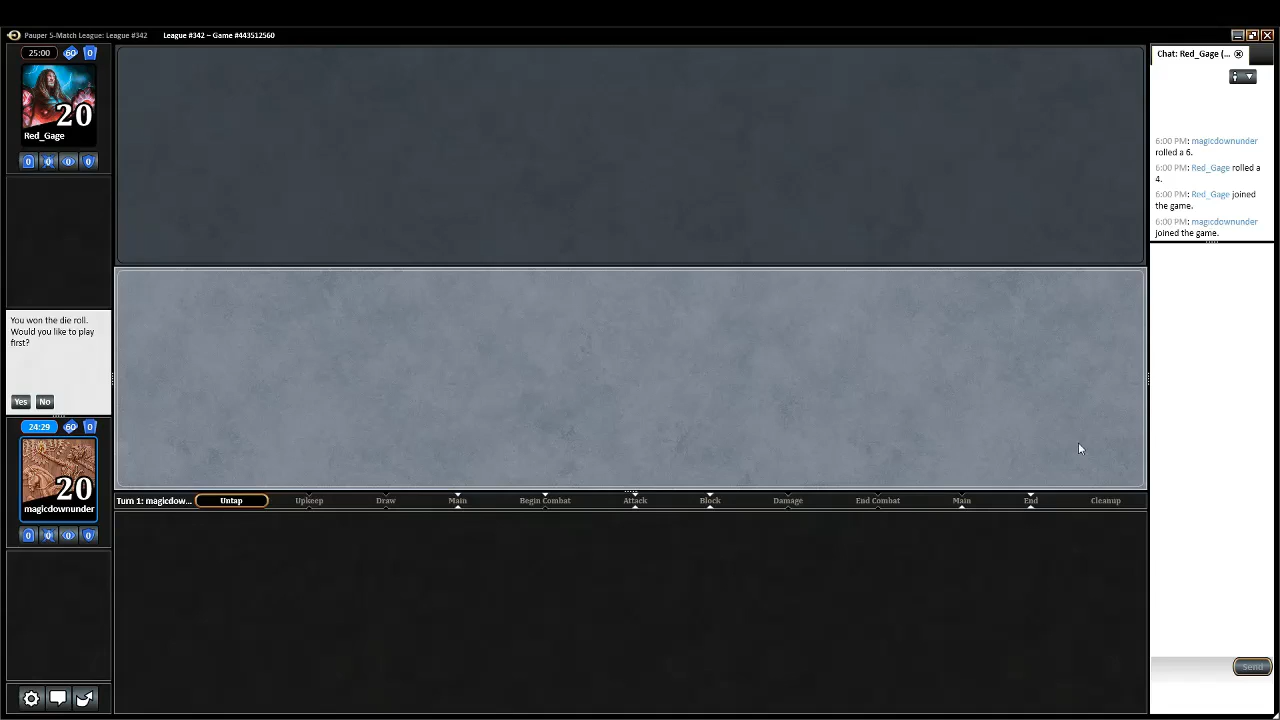 Pauper 5-Match League: League #342
League #342 – Game #443512560
25:00
60
0
20
Red_Gage
0
0
0
0
You won the die roll.
Would you like to play
first?
Yes
No
24:29
60
0
20
magicdownunder
0
0
0
0
Turn 1: magicdow...
Untap
Upkeep
Draw
Main
Begin Combat
Attack
Block
Damage
End Combat
Main
End
Cleanup
Chat: Red_Gage (...
6:00 PM: magicdownunder
rolled a 6.
6:00 PM: Red_Gage rolled a
4.
6:00 PM: Red_Gage joined
the game.
6:00 PM: magicdownunder
joined the game.
Send